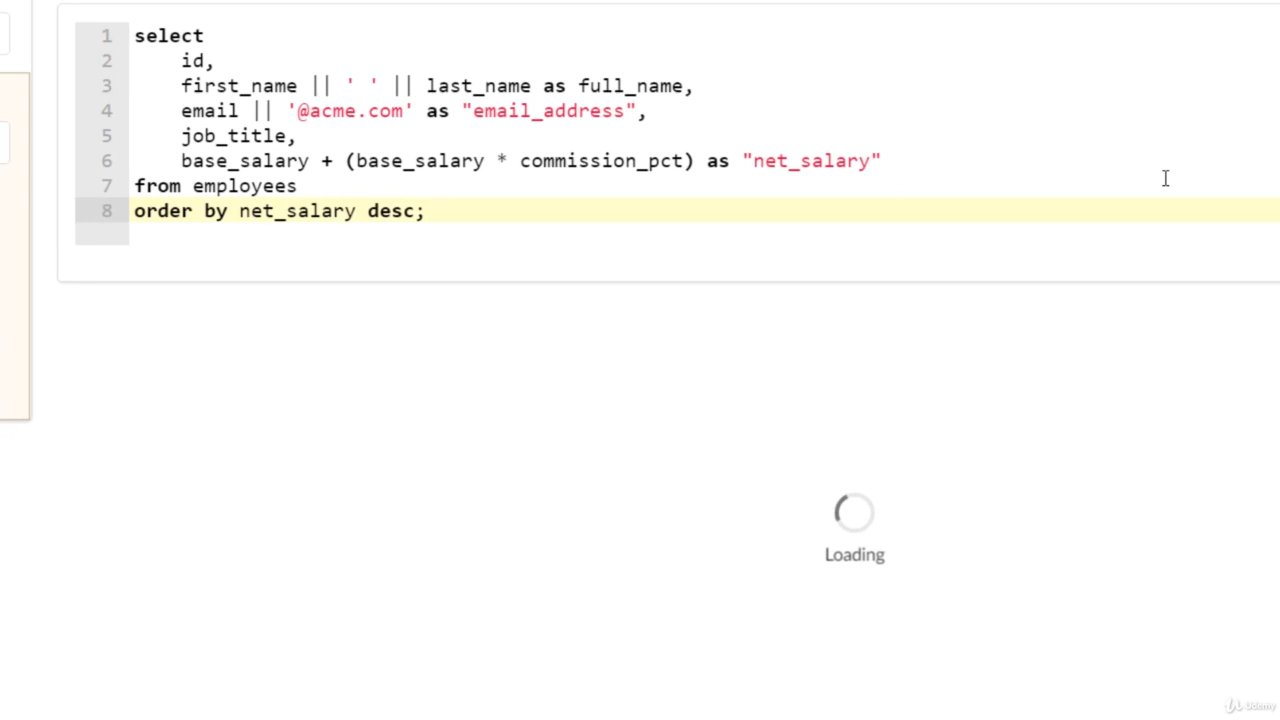 1 select
2     id,
3     first_name || ' ' || last_name as full_name,
4     email || '@acme.com' as "email_address",
5     job_title,
6     base_salary + (base_salary * commission_pct) as "net_salary"
7 from employees
8 order by net_salary desc;
Loading
Udemy